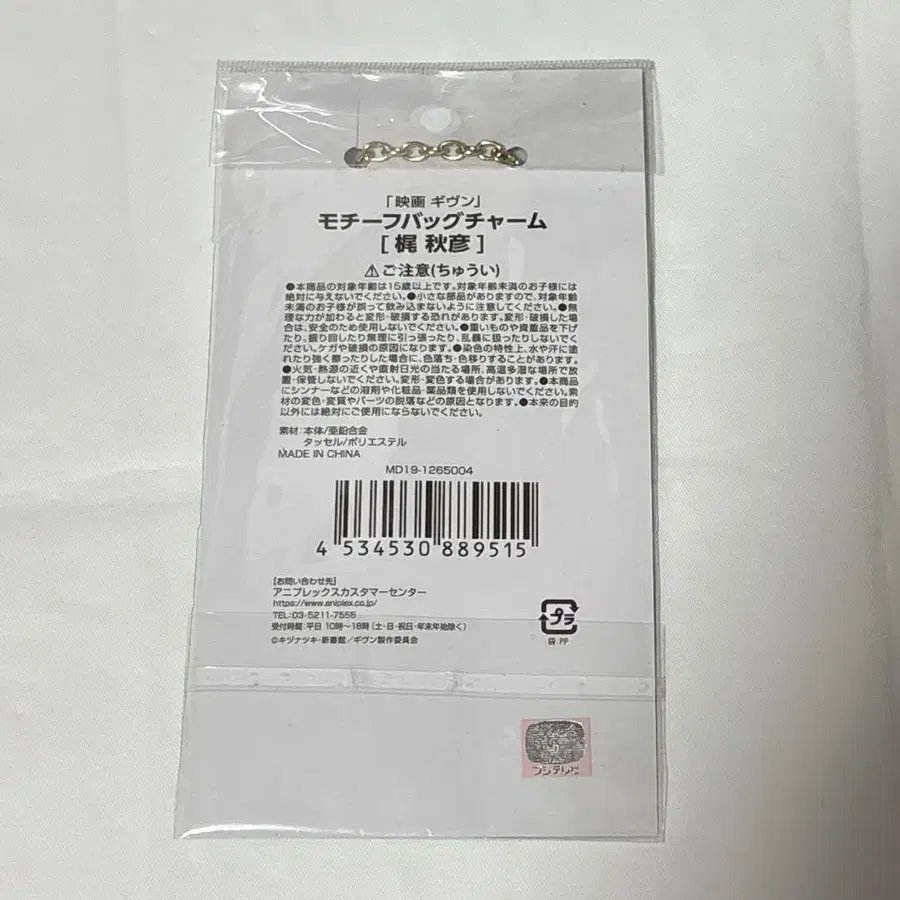 「映画 ギヴン」
モチーフバッグチャーム
[ 梶 秋彦 ]
⚠ご注意(ちゅうい)
●本商品の対象年齢は15歳以上です。対象年齢未満のお子様には
絶対に与えないでください。●小さな部品がありますので、対象年齢
未満のお子様が誤って飲み込まないように注意してください。●無
理な力が加わると変形・破損する恐れがあります。変形・破損した場
合は、安全のため使用しないでください。●重いものや貴重品を下げ
たり、振り回したり無理に引っ張ったり、乱暴に扱ったりしないでくだ
さい。ケガや破損の原因になります。●染色の特性上、水や汗に塗
れたり強く擦ったりした場合に、色落ち・色移りすることがあります。
●火気・熱源の近くや直射日光の当たる場所、高温多湿な場所で放
置・保管しないでください。変形・変色する場合があります。●本商品
にシンナーなどの溶剤や化粧品・薬品類を使用しないでください。素
材の変色・変質やパーツの脱落などの原因となります。●本来の目的
以外には絶対にご使用にならないでください。
素材:本体/亜鉛合金
タッセル/ポリエステル
MADE IN CHINA
MD19-1265004
4 534530 889515
【お問い合わせ先】
アニプレックスカスタマーセンター
https://www.aniplex.co.jp/
TEL:03-5211-7555
受付時間:平日 10時〜18時 (土・日・祝日・年末年始除く)
©キヅナツキ・新書館/ギヴン製作委員会
プラ
袋:PP
フジテレビ